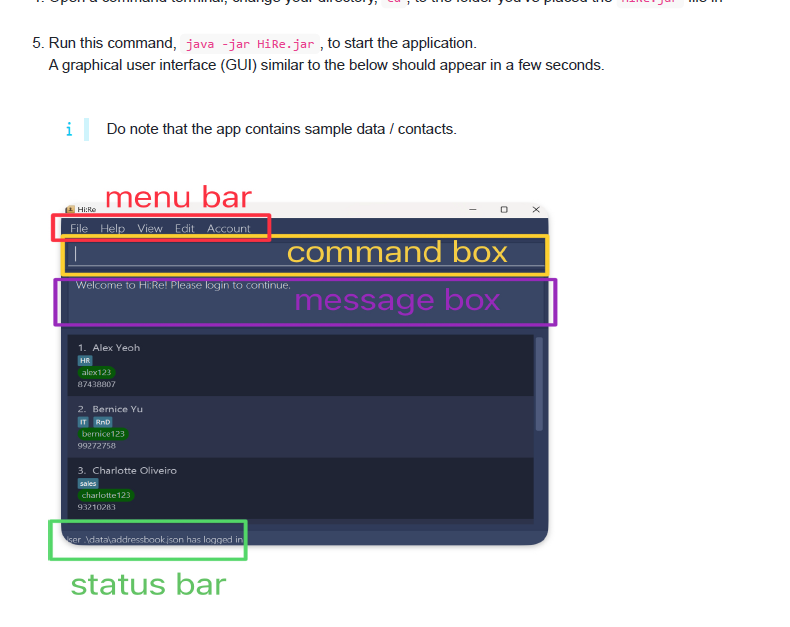 4. Open a command terminal, change your directory, cd , to the folder you've placed the HiRe.jar file in
5. Run this command, java -jar HiRe.jar , to start the application.
A graphical user interface (GUI) similar to the below should appear in a few seconds.
i Do note that the app contains sample data / contacts.
menu bar
Hi:Re
File Help View Edit Account
command box
Welcome to Hi:Re! Please login to continue.
message box
1. Alex Yeoh
HR
alex123
87438807
2. Bernice Yu
IT RnD
bernice123
99272758
3. Charlotte Oliveiro
sales
charlotte123
93210283
User .\data\addressbook.json has logged in
status bar